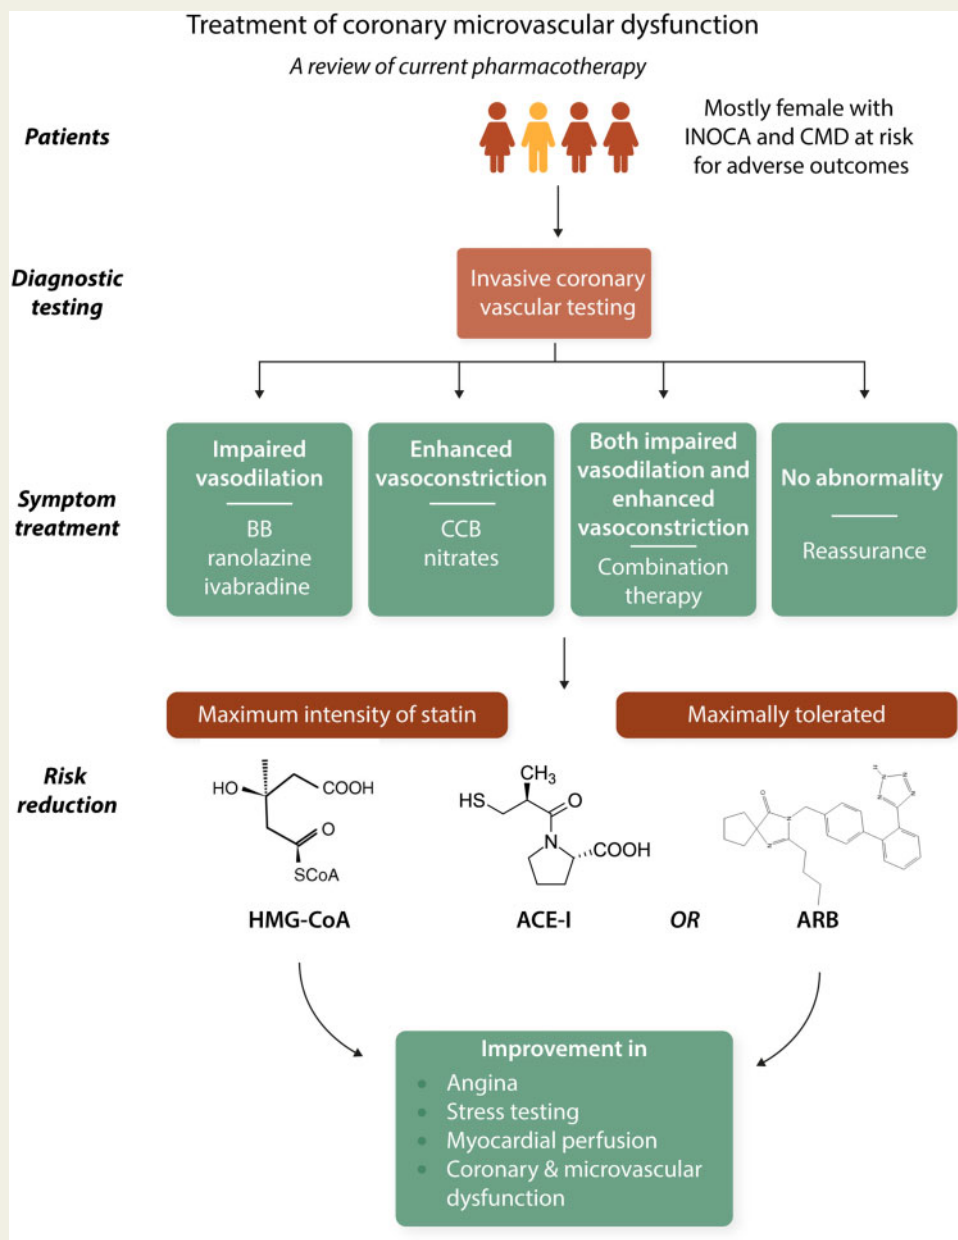 Treatment of coronary microvascular dysfunction
A review of current pharmacotherapy
Patients
Mostly female with
INOCA and CMD at risk
for adverse outcomes
Diagnostic
testing
Invasive coronary
vascular testing
Symptom
treatment
Impaired
vasodilation
BB
ranolazine
ivabradine
Enhanced
vasoconstriction
CCB
nitrates
Both impaired
vasodilation and
enhanced
vasoconstriction
Combination
therapy
No abnormality
Reassurance
Risk
reduction
Maximum intensity of statin
Maximally tolerated
HO
COOH
O
SCoA
HMG-CoA
CH3
HS
O
N
COOH
ACE-I
OR
O
N
N
H
N
N
N
N
ARB
Improvement in
• Angina
• Stress testing
• Myocardial perfusion
• Coronary & microvascular
dysfunction